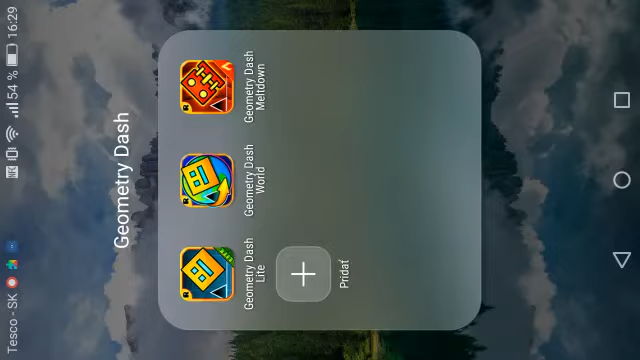 Tesco - SK
54 % 16:29
Geometry Dash
Geometry Dash
Lite
Geometry Dash
World
Geometry Dash
Meltdown
Pridať